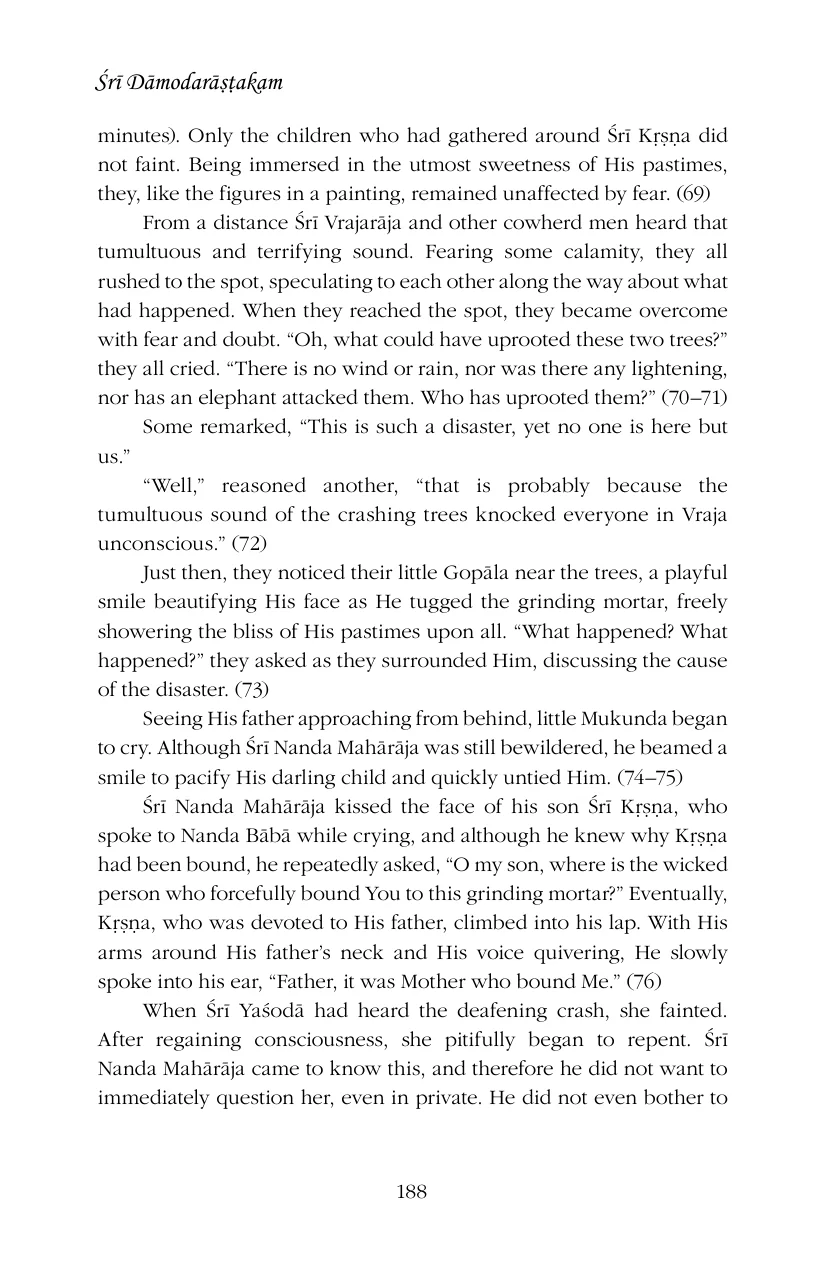 Śrī Dāmodarāṣṭakam
minutes). Only the children who had gathered around Śrī Kṛṣṇa did
not faint. Being immersed in the utmost sweetness of His pastimes,
they, like the figures in a painting, remained unaffected by fear. (69)
From a distance Śrī Vrajarāja and other cowherd men heard that
tumultuous and terrifying sound. Fearing some calamity, they all
rushed to the spot, speculating to each other along the way about what
had happened. When they reached the spot, they became overcome
with fear and doubt. “Oh, what could have uprooted these two trees?”
they all cried. “There is no wind or rain, nor was there any lightening,
nor has an elephant attacked them. Who has uprooted them?” (70–71)
Some remarked, “This is such a disaster, yet no one is here but
us.”
“Well,” reasoned another, “that is probably because the
tumultuous sound of the crashing trees knocked everyone in Vraja
unconscious.” (72)
Just then, they noticed their little Gopāla near the trees, a playful
smile beautifying His face as He tugged the grinding mortar, freely
showering the bliss of His pastimes upon all. “What happened? What
happened?” they asked as they surrounded Him, discussing the cause
of the disaster. (73)
Seeing His father approaching from behind, little Mukunda began
to cry. Although Śrī Nanda Mahārāja was still bewildered, he beamed a
smile to pacify His darling child and quickly untied Him. (74–75)
Śrī Nanda Mahārāja kissed the face of his son Śrī Kṛṣṇa, who
spoke to Nanda Bābā while crying, and although he knew why Kṛṣṇa
had been bound, he repeatedly asked, “O my son, where is the wicked
person who forcefully bound You to this grinding mortar?” Eventually,
Kṛṣṇa, who was devoted to His father, climbed into his lap. With His
arms around His father’s neck and His voice quivering, He slowly
spoke into his ear, “Father, it was Mother who bound Me.” (76)
When Śrī Yaśodā had heard the deafening crash, she fainted.
After regaining consciousness, she pitifully began to repent. Śrī
Nanda Mahārāja came to know this, and therefore he did not want to
immediately question her, even in private. He did not even bother to
188